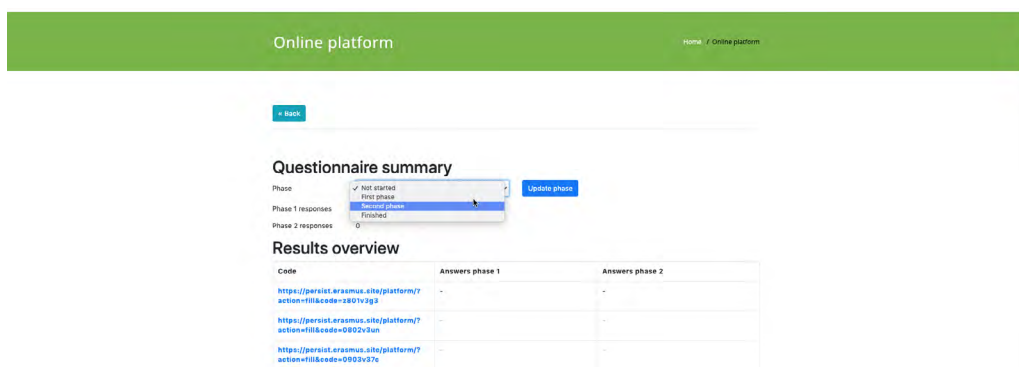 Online platform
Home / Online platform
« Back
Questionnaire summary
Phase ✓ Not started Update phase
First phase
Second phase
Phase 1 responses
Finished
Phase 2 responses 0
Results overview
Code Answers phase 1 Answers phase 2
https://persist.erasmus.site/platform/?
action=fill&code=z801v3g3 - -
https://persist.erasmus.site/platform/?
action=fill&code=0802v3un - -
https://persist.erasmus.site/platform/?
action=fill&code=0903v37c - -